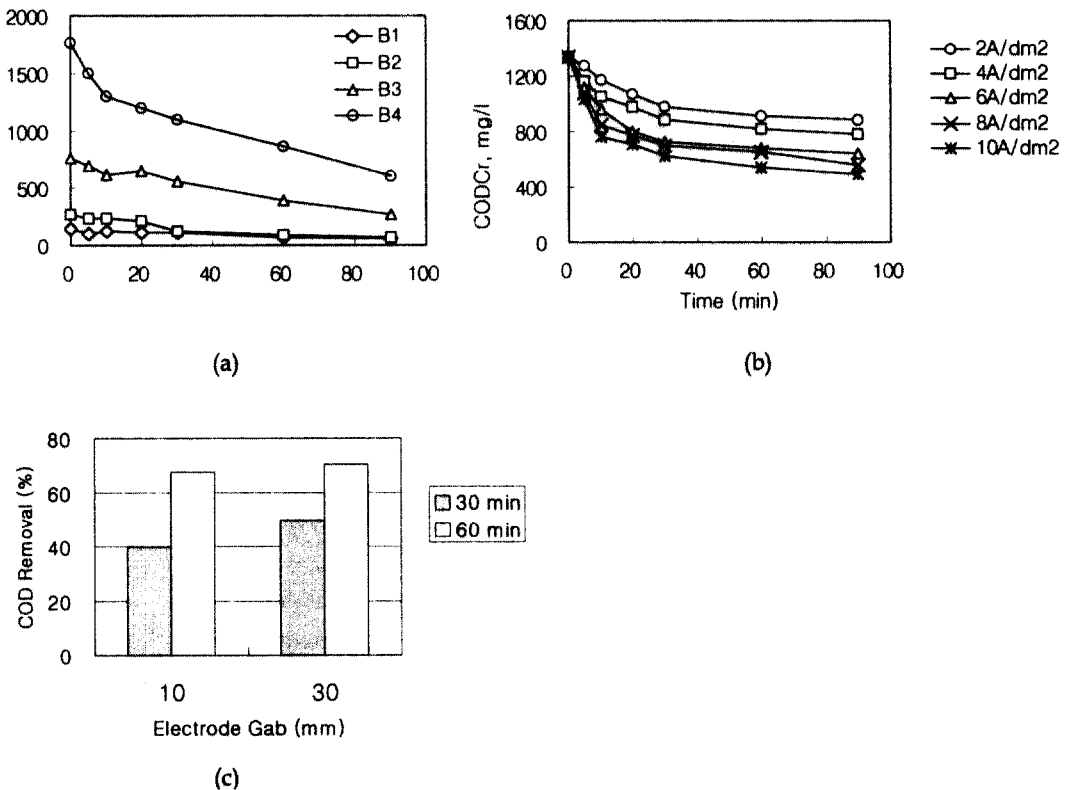 2000
1500
1000
500
0
0 20 40 60 80 100
B1
B2
B3
B4
(a)
1600
1200
800
400
0
CODCr, mg/l
0 20 40 60 80 100
Time (min)
2A/dm2
4A/dm2
6A/dm2
8A/dm2
10A/dm2
(b)
80
60
40
20
0
COD Removal (%)
10 30
Electrode Gab (mm)
30 min
60 min
(c)